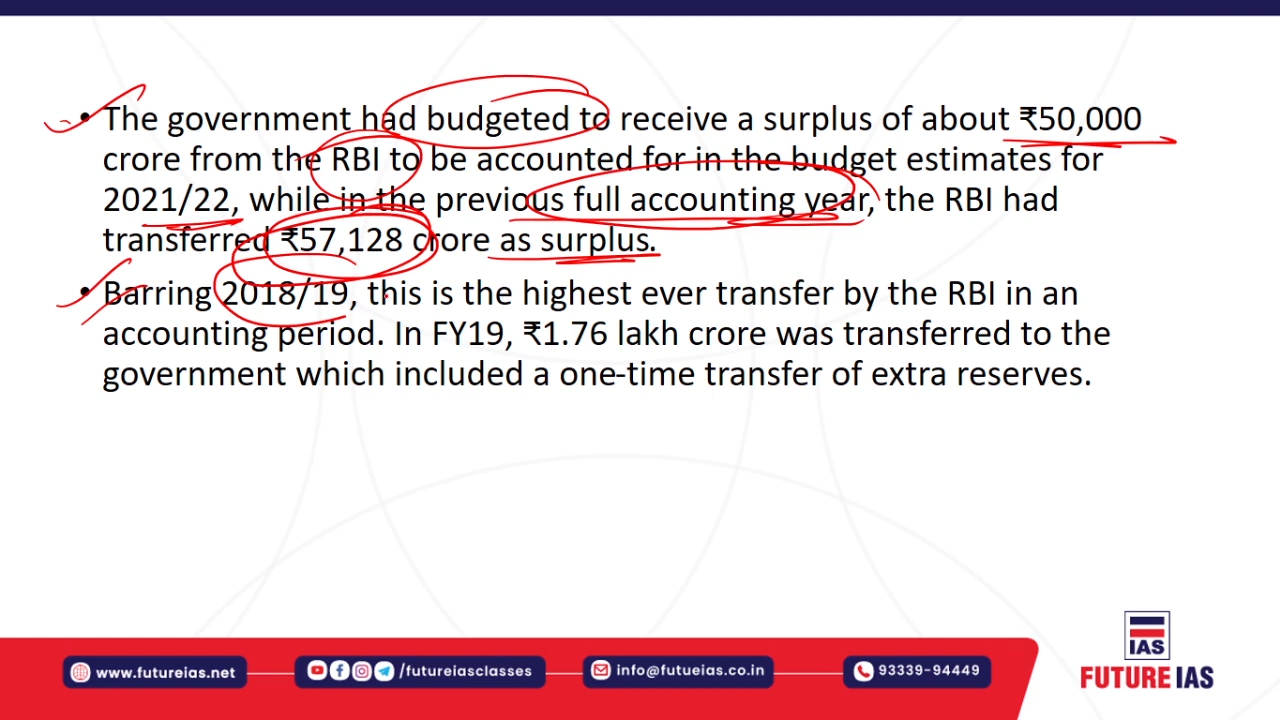 • The government had budgeted to receive a surplus of about ₹50,000
crore from the RBI to be accounted for in the budget estimates for
2021/22, while in the previous full accounting year, the RBI had
transferred ₹57,128 crore as surplus.
• Barring 2018/19, this is the highest ever transfer by the RBI in an
accounting period. In FY19, ₹1.76 lakh crore was transferred to the
government which included a one-time transfer of extra reserves.
IAS
FUTURE IAS
www.futureias.net
/futureiasclasses
info@futueias.co.in
93339-94449